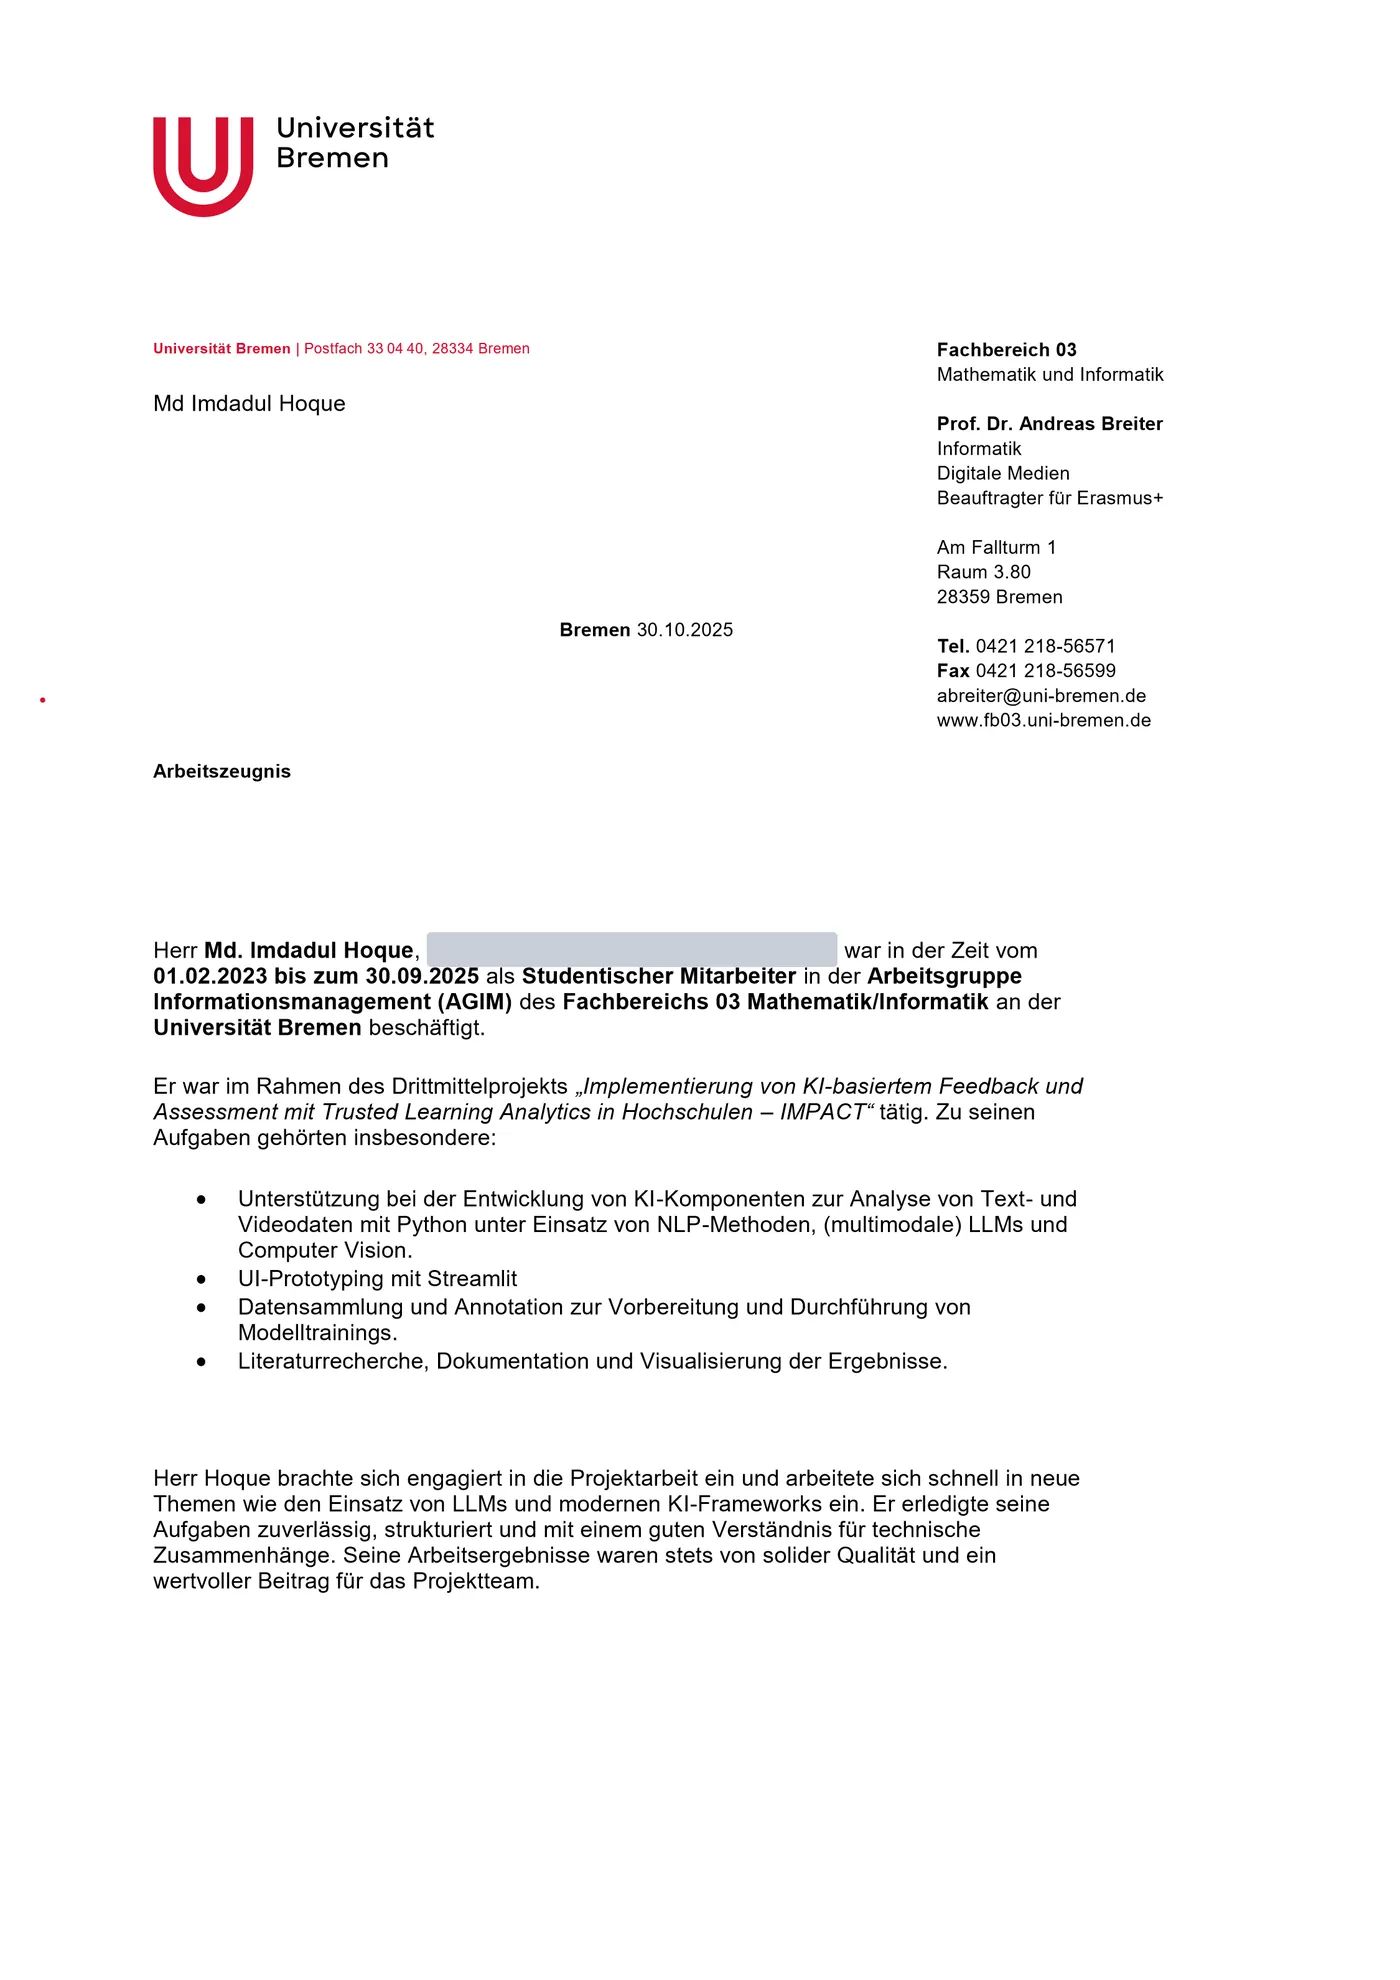 Universität
Bremen
Universität Bremen | Postfach 33 04 40, 28334 Bremen
Md Imdadul Hoque
Fachbereich 03
Mathematik und Informatik
Prof. Dr. Andreas Breiter
Informatik
Digitale Medien
Beauftragter für Erasmus+
Am Fallturm 1
Raum 3.80
28359 Bremen
Bremen 30.10.2025
Tel. 0421 218-56571
Fax 0421 218-56599
abreiter@uni-bremen.de
www.fb03.uni-bremen.de
Arbeitszeugnis
Herr Md. Imdadul Hoque, war in der Zeit vom
01.02.2023 bis zum 30.09.2025 als Studentischer Mitarbeiter in der Arbeitsgruppe
Informationsmanagement (AGIM) des Fachbereichs 03 Mathematik/Informatik an der
Universität Bremen beschäftigt.
Er war im Rahmen des Drittmittelprojekts „Implementierung von KI-basiertem Feedback und
Assessment mit Trusted Learning Analytics in Hochschulen – IMPACT“ tätig. Zu seinen
Aufgaben gehörten insbesondere:
• Unterstützung bei der Entwicklung von KI-Komponenten zur Analyse von Text- und
Videodaten mit Python unter Einsatz von NLP-Methoden, (multimodale) LLMs und
Computer Vision.
• UI-Prototyping mit Streamlit
• Datensammlung und Annotation zur Vorbereitung und Durchführung von
Modelltrainings.
• Literaturrecherche, Dokumentation und Visualisierung der Ergebnisse.
Herr Hoque brachte sich engagiert in die Projektarbeit ein und arbeitete sich schnell in neue
Themen wie den Einsatz von LLMs und modernen KI-Frameworks ein. Er erledigte seine
Aufgaben zuverlässig, strukturiert und mit einem guten Verständnis für technische
Zusammenhänge. Seine Arbeitsergebnisse waren stets von solider Qualität und ein
wertvoller Beitrag für das Projektteam.